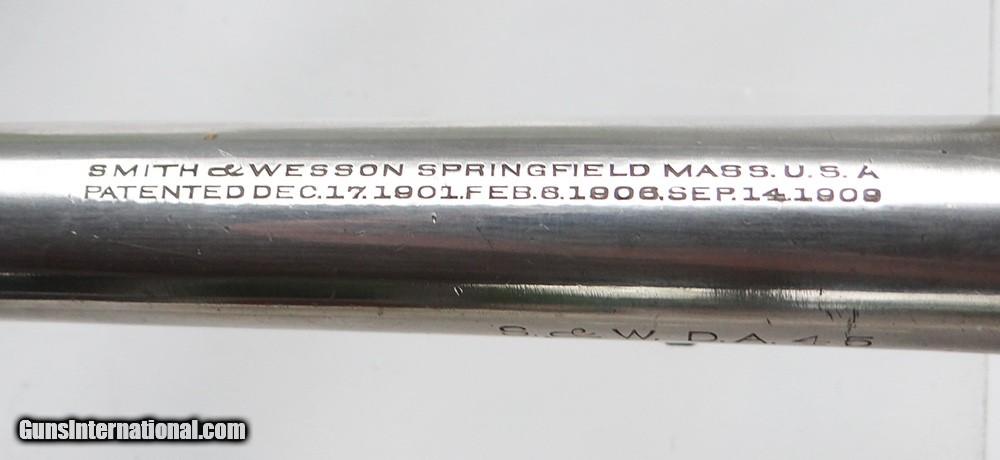 SMITH & WESSON SPRINGFIELD MASS. U.S.A
PATENTED DEC.17.1901.FEB.6.1906.SEP.14.1909
S.&W. D.A.45
GunsInternational.com